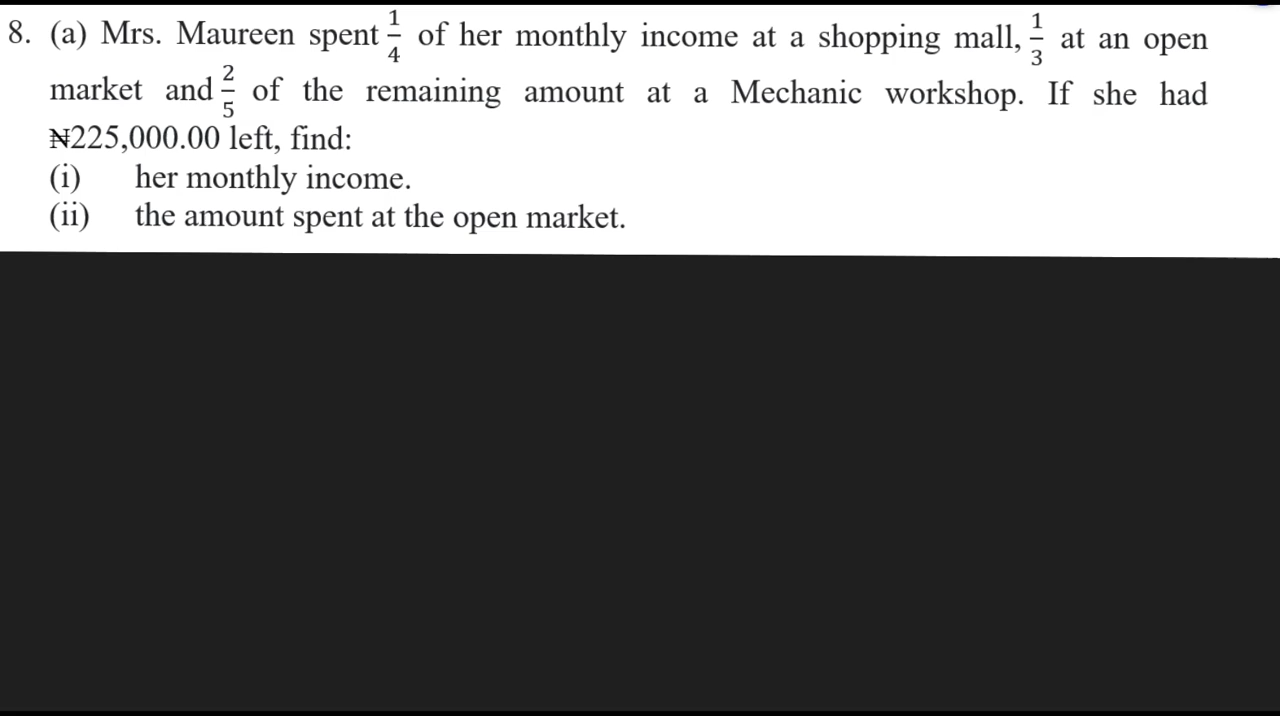 8. (a) Mrs. Maureen spent 1/4 of her monthly income at a shopping mall, 1/3 at an open
market and 2/5 of the remaining amount at a Mechanic workshop. If she had
₦225,000.00 left, find:
(i) her monthly income.
(ii) the amount spent at the open market.